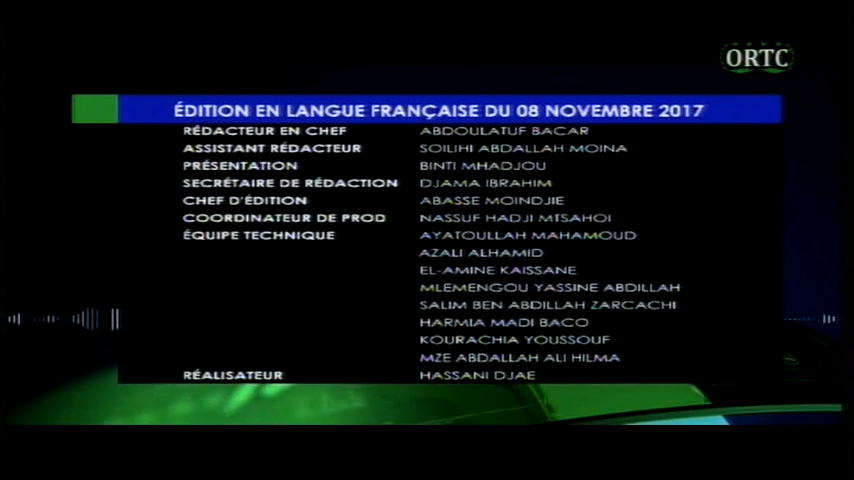 ORTC
ÉDITION EN LANGUE FRANÇAISE DU 08 NOVEMBRE 2017
RÉDACTEUR EN CHEF ABDOULATUF BACAR
ASSISTANT RÉDACTEUR SOILIHI ABDALLAH MOINA
PRÉSENTATION BINTI MHADJOU
SECRÉTAIRE DE RÉDACTION DJAMA IBRAHIM
CHEF D'ÉDITION ABASSE MOINDJIE
COORDINATEUR DE PROD NASSUF HADJI MTSAHOI
ÉQUIPE TECHNIQUE AYATOULLAH MAHAMOUD
AZALI ALHAMID
EL-AMINE KAISSANE
MLEMENGOU YASSINE ABDILLAH
SALIM BEN ABDILLAH ZARCACHI
HARMIA MADI BACO
KOURACHIA YOUSSOUF
MZE ABDALLAH ALI HILMA
RÉALISATEUR HASSANI DJAE